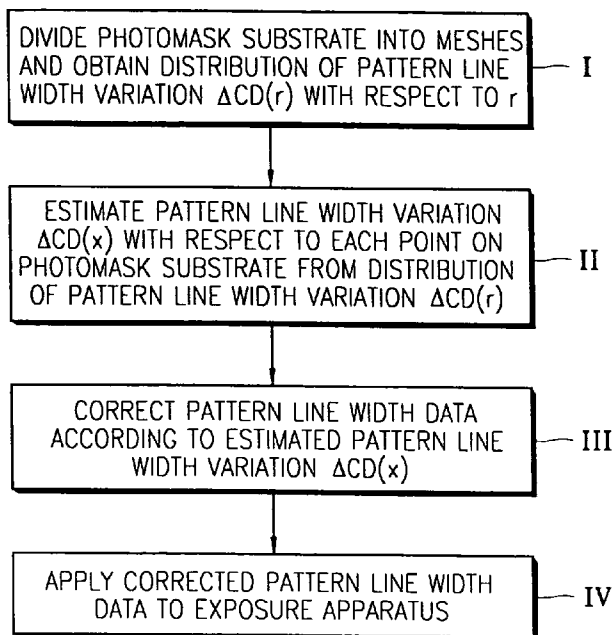 DIVIDE PHOTOMASK SUBSTRATE INTO MESHES
AND OBTAIN DISTRIBUTION OF PATTERN LINE
WIDTH VARIATION ΔCD(r) WITH RESPECT TO r
I
ESTIMATE PATTERN LINE WIDTH VARIATION
ΔCD(x) WITH RESPECT TO EACH POINT ON
PHOTOMASK SUBSTRATE FROM DISTRIBUTION
OF PATTERN LINE WIDTH VARIATION ΔCD(r)
II
CORRECT PATTERN LINE WIDTH DATA
ACCORDING TO ESTIMATED PATTERN LINE
WIDTH VARIATION ΔCD(x)
III
APPLY CORRECTED PATTERN LINE WIDTH
DATA TO EXPOSURE APPARATUS
IV